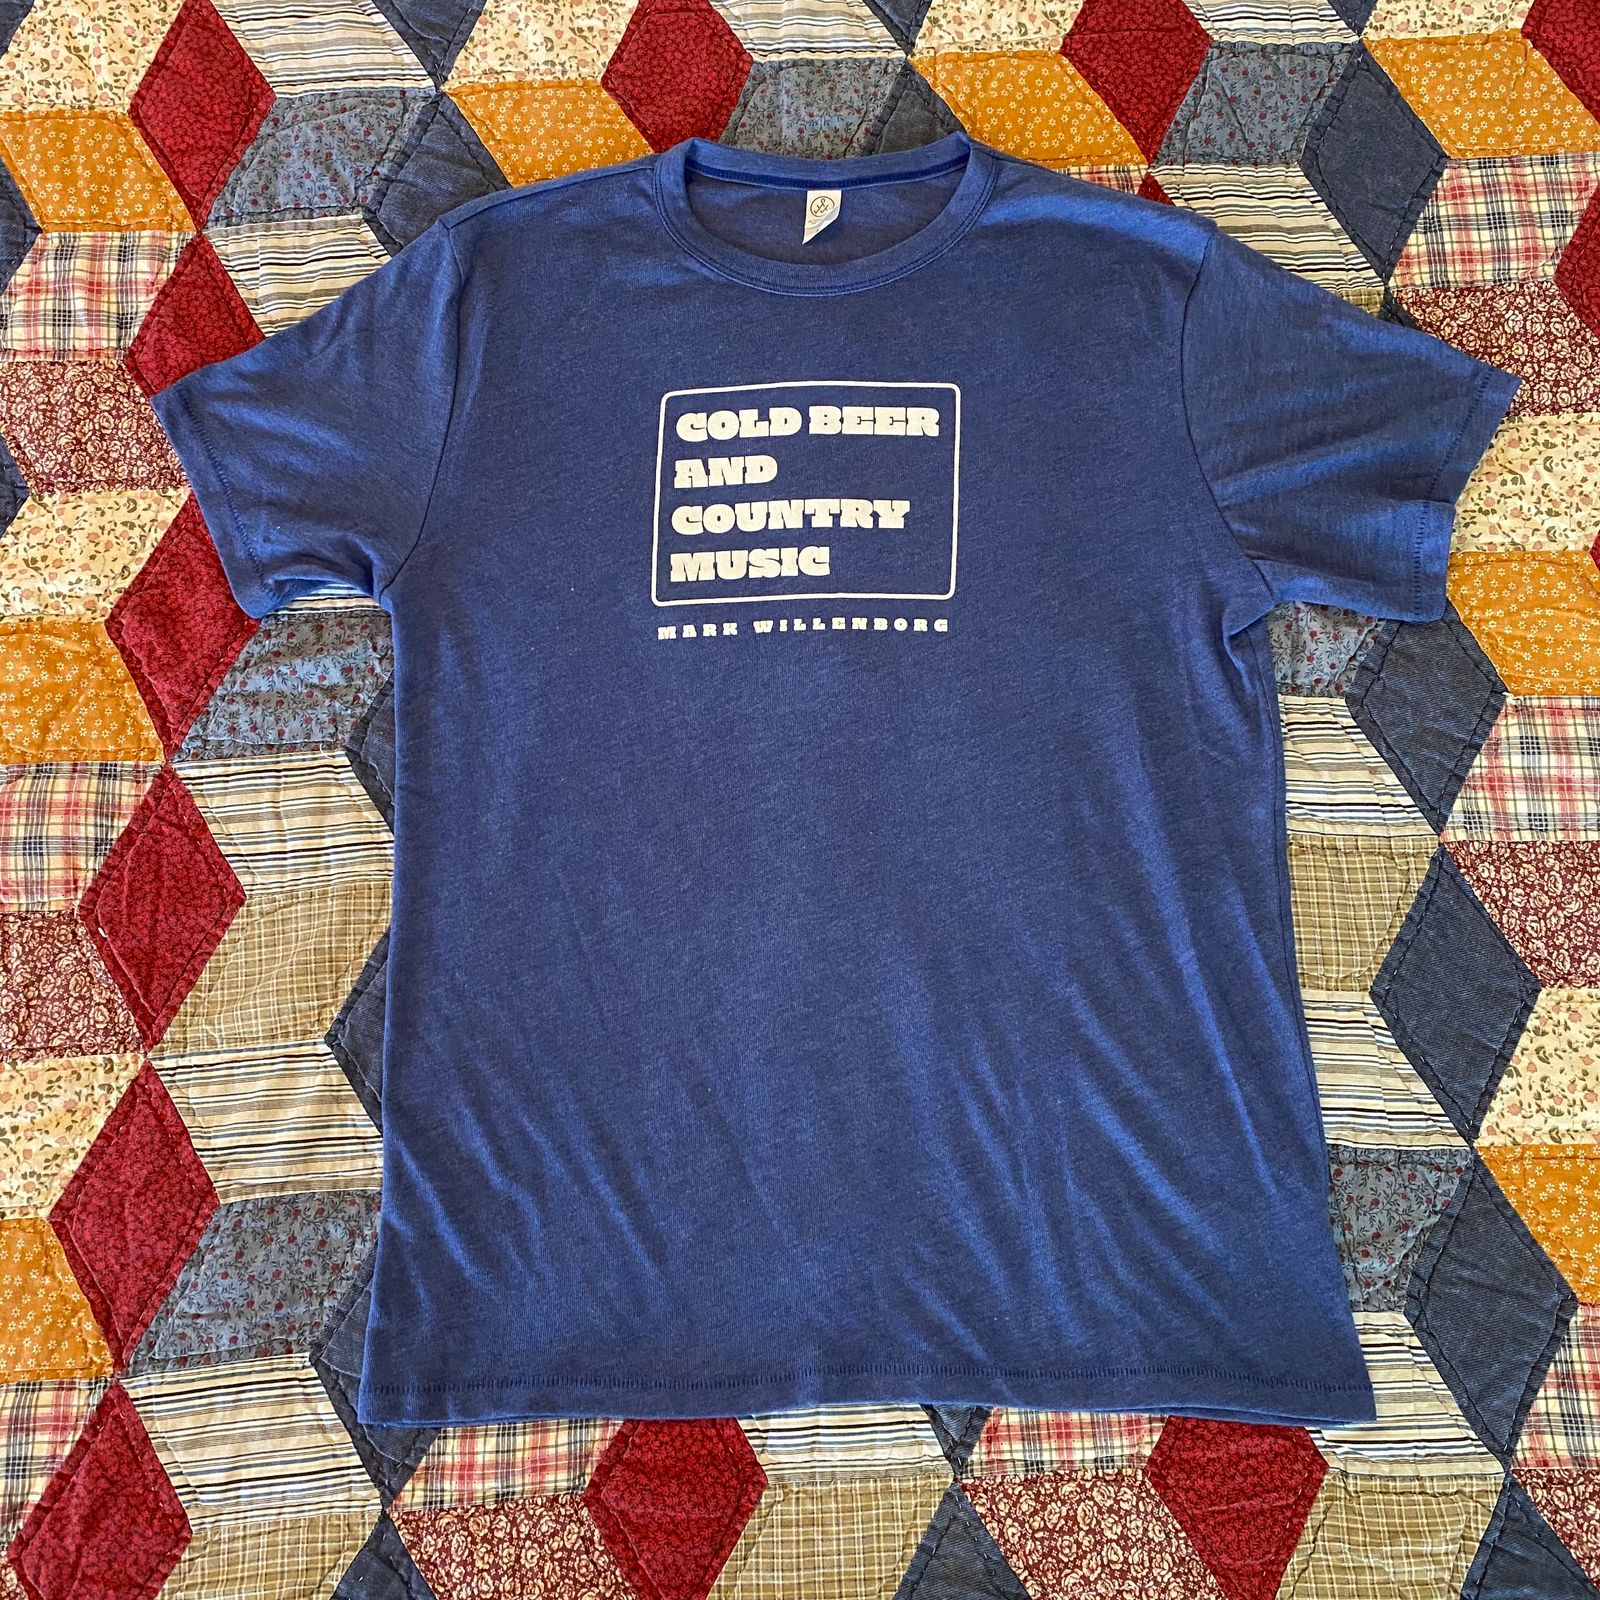 COLD BEER
AND
COUNTRY
MUSIC
MARK WILLENBORG